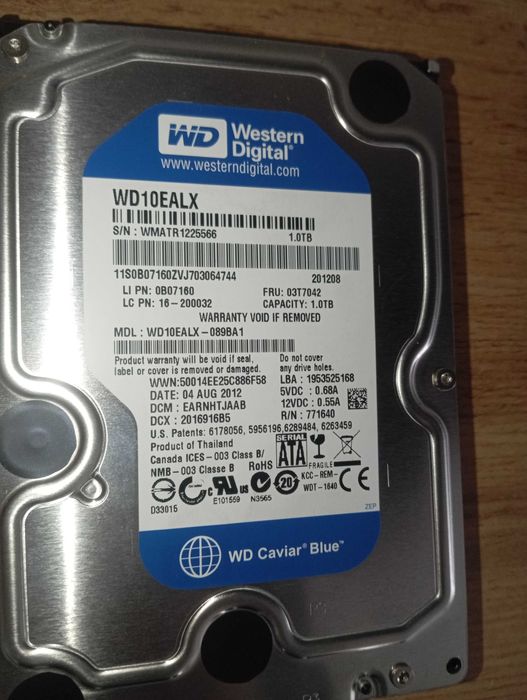 WD Western Digital®
www.westerndigital.com
WD10EALX
S/N : WMATR1225566 1.0TB
11S0B07160ZVJ703064744 201208
LI PN: 0B07160 FRU: 03T7042
LC PN: 16-200032 CAPACITY: 1.0TB
WARRANTY VOID IF REMOVED
MDL : WD10EALX-089BA1
Product warranty will be void if seal, label or cover is removed or damaged.
Do not cover any drive holes.
WWN:50014EE25C886F58 LBA : 1953525168
DATE: 04 AUG 2012 5VDC : 0.68A
DCM : EARNHTJAAB 12VDC : 0.55A
DCX : 2016916B5 R/N : 771640
U.S. Patents: 6178056, 5956196, 6289484, 6263459
Product of Thailand
Canada ICES-003 Class B/
NMB-003 Classe B RoHS
SERIAL ATA
FRAGILE
c UR us
E101559
N3565
20
KCC-REM-
WDT-1640
CE
D33015
ZEP
WD Caviar® Blue™